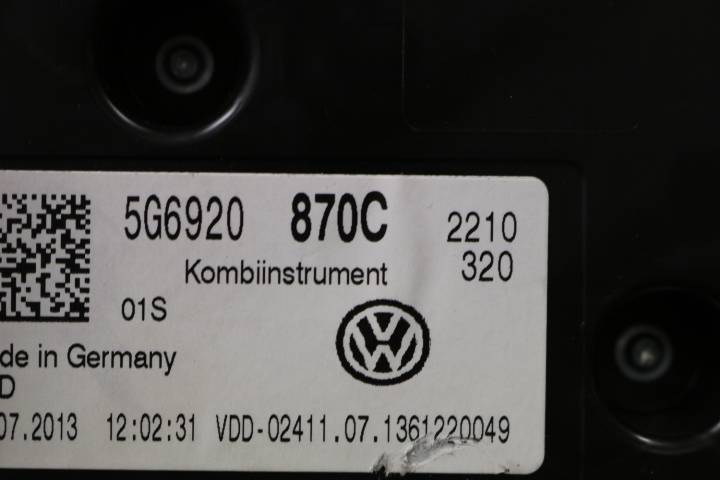 5G6920 870C 2210
Kombiinstrument 320
01S
de in Germany
D
07.2013 12:02:31 VDD-02411.07.1361220049